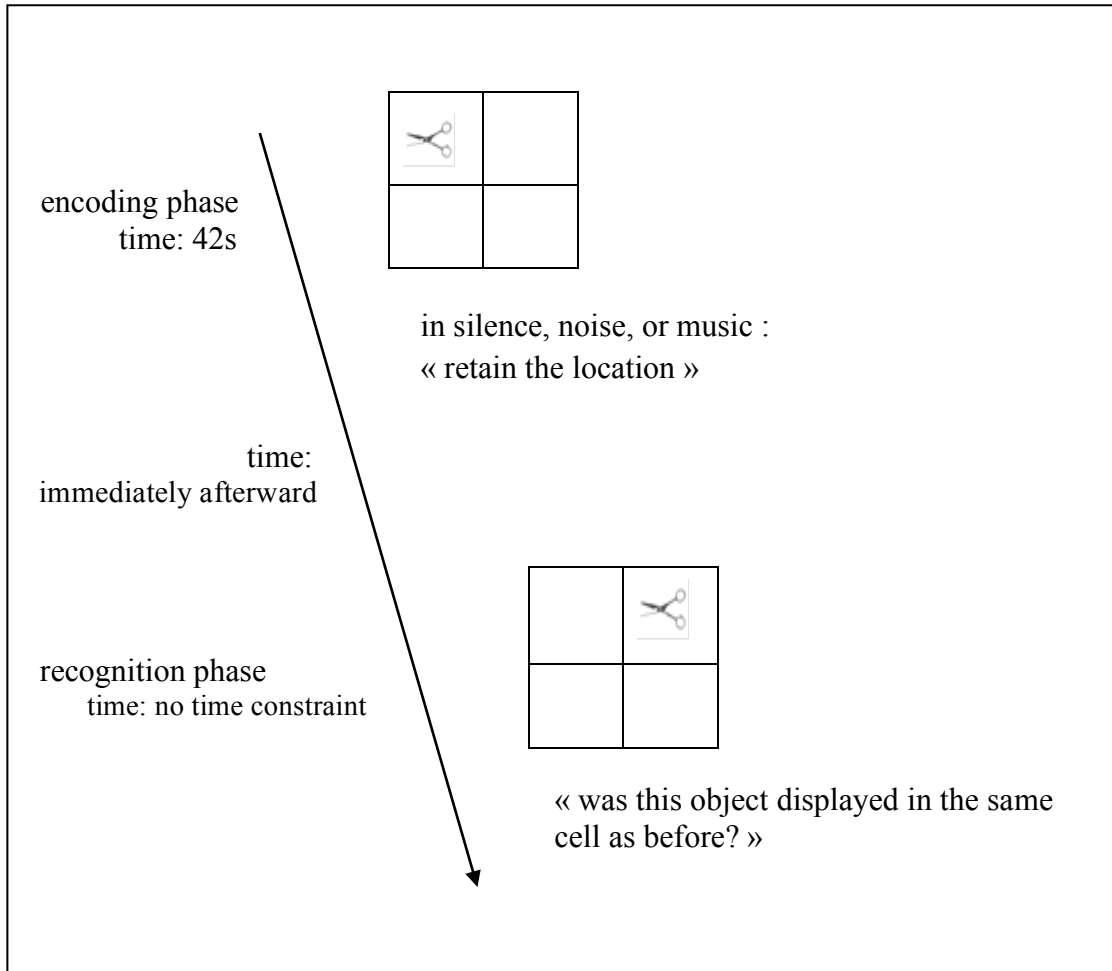 encoding phase
time: 42s
in silence, noise, or music :
« retain the location »
time:
immediately afterward
recognition phase
time: no time constraint
« was this object displayed in the same
cell as before? »